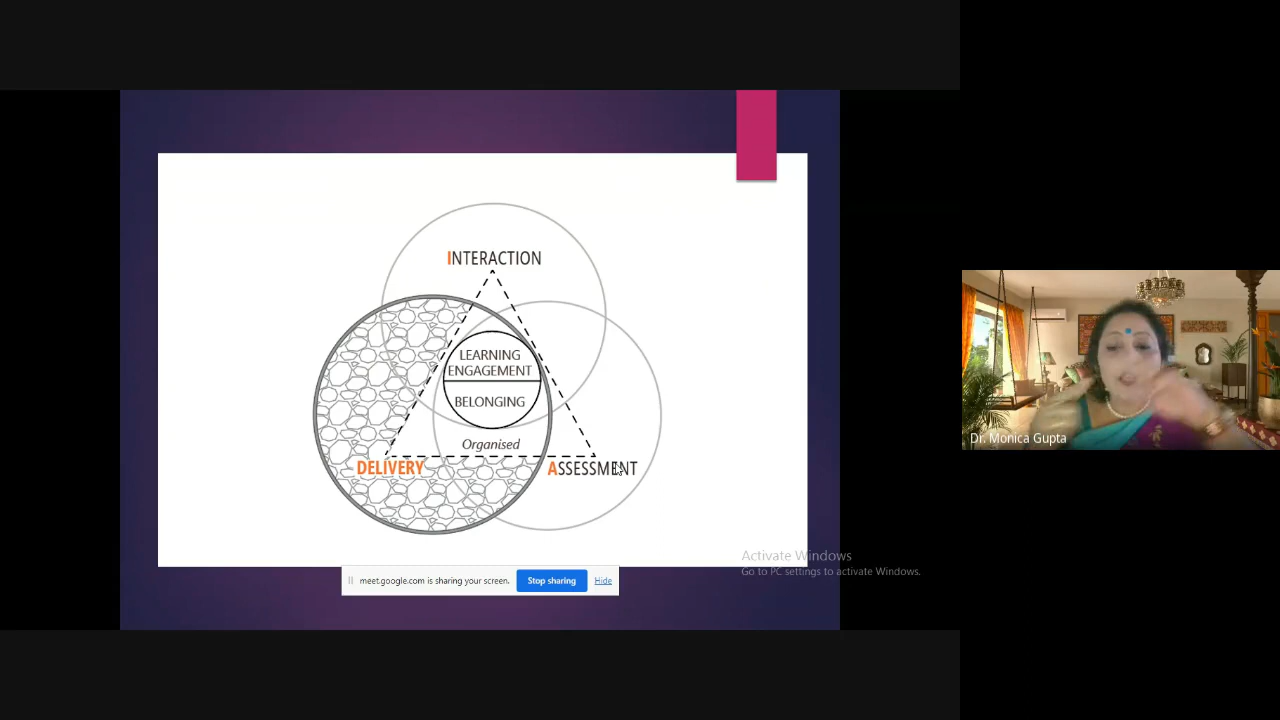 INTERACTION
LEARNING
ENGAGEMENT
BELONGING
Organised
DELIVERY
ASSESSMENT
Dr. Monica Gupta
Activate Windows
Go to PC settings to activate Windows.
meet.google.com is sharing your screen.
Stop sharing
Hide